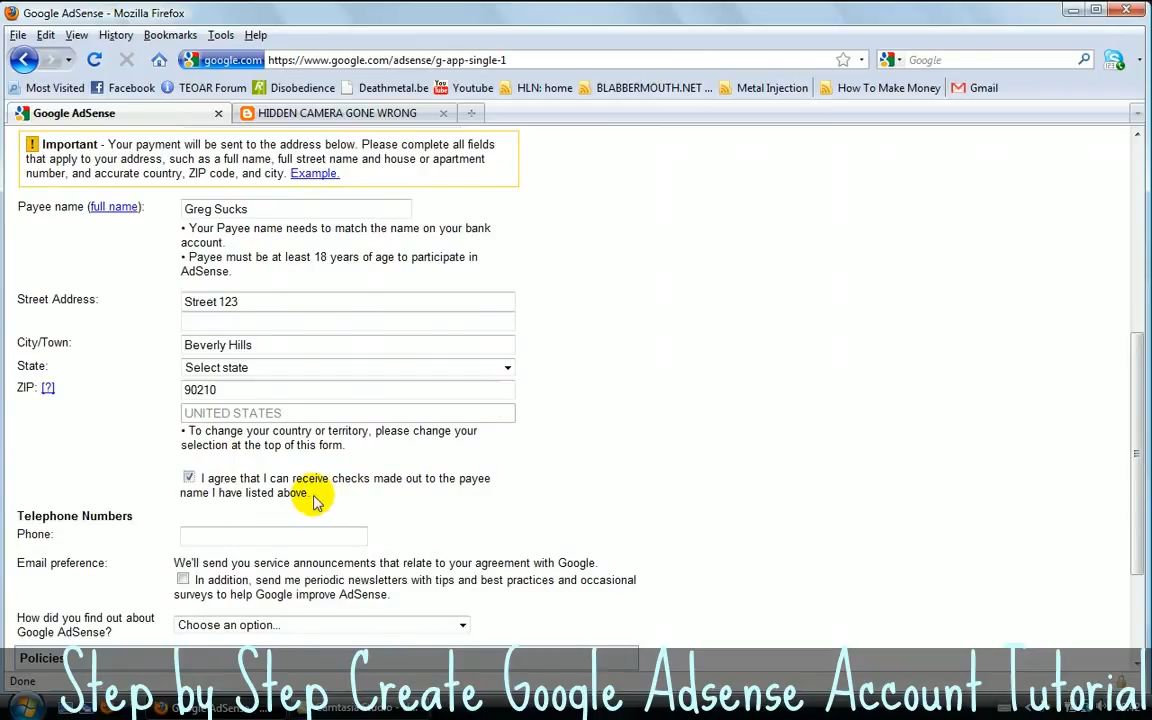 Google AdSense - Mozilla Firefox
File Edit View History Bookmarks Tools Help
google.com https://www.google.com/adsense/g-app-single-1
Google
Most Visited Facebook TEOAR Forum Disobedience Deathmetal.be Youtube HLN: home BLABBERMOUTH.NET ... Metal Injection How To Make Money Gmail
Google AdSense HIDDEN CAMERA GONE WRONG
Important - Your payment will be sent to the address below. Please complete all fields
that apply to your address, such as a full name, full street name and house or apartment
number, and accurate country, ZIP code, and city. Example.
Payee name (full name): Greg Sucks
• Your Payee name needs to match the name on your bank
account.
• Payee must be at least 18 years of age to participate in
AdSense.
Street Address: Street 123
City/Town: Beverly Hills
State: Select state
ZIP: [?] 90210
UNITED STATES
• To change your country or territory, please change your
selection at the top of this form.
I agree that I can receive checks made out to the payee
name I have listed above.
Telephone Numbers
Phone:
Email preference: We'll send you service announcements that relate to your agreement with Google.
In addition, send me periodic newsletters with tips and best practices and occasional
surveys to help Google improve AdSense.
How did you find out about
Google AdSense? Choose an option...
Policies
Step by Step Create Google Adsense Account Tutorial
Done